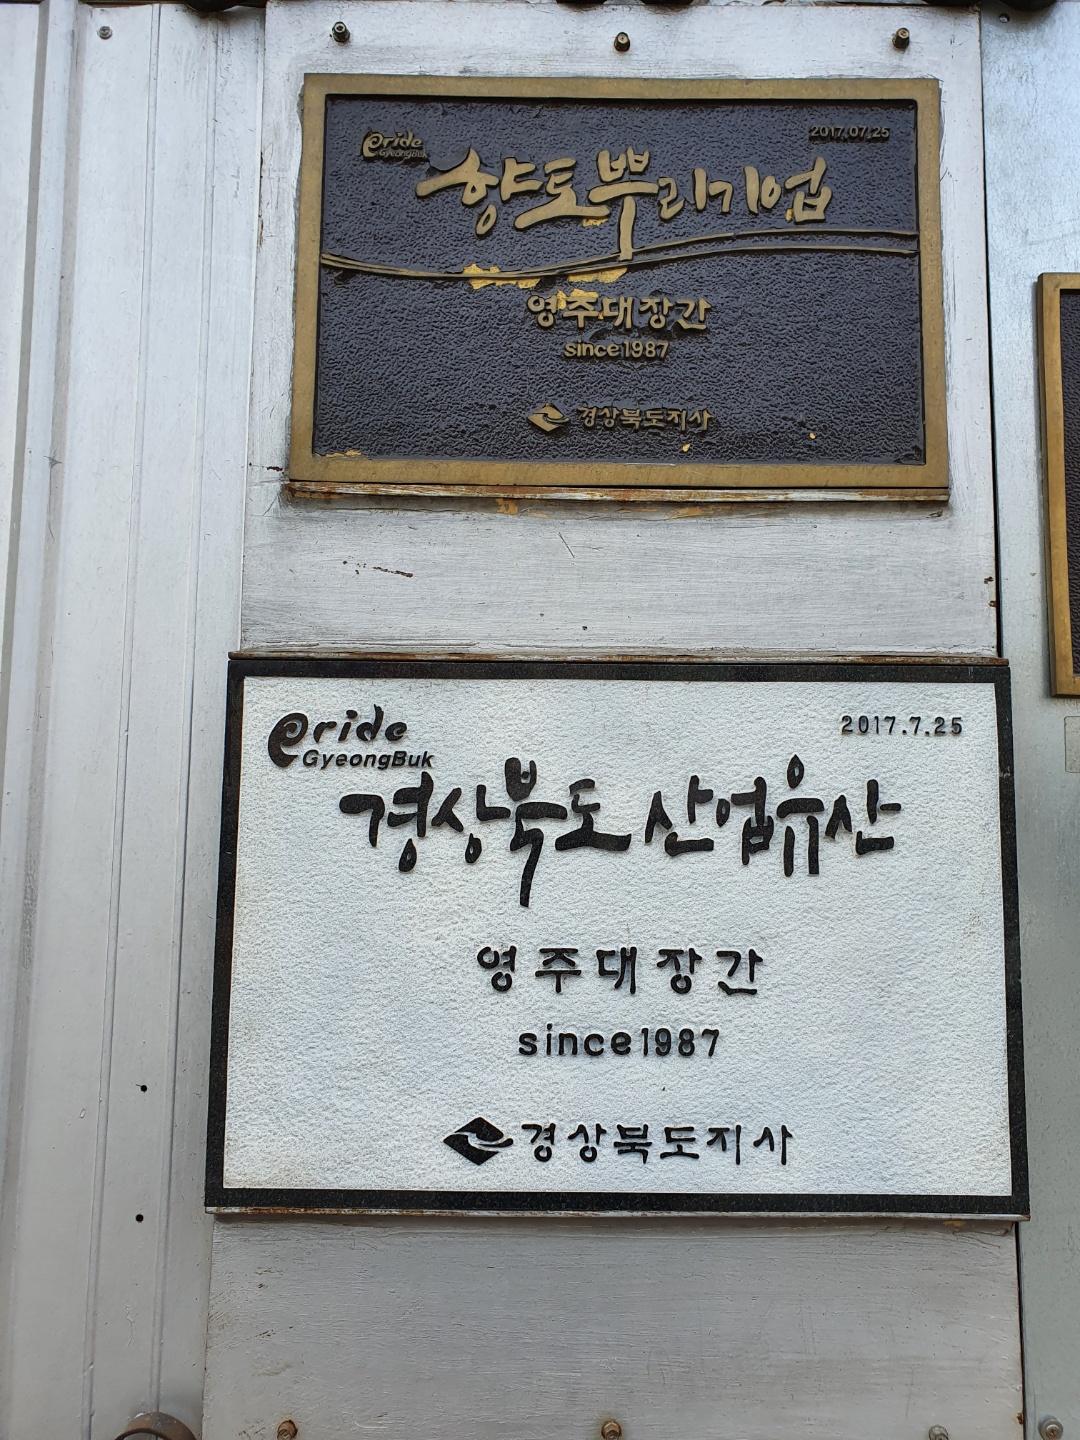 Pride
GyeongBuk
2017.07.25
향토뿌리기업
영주대장간
since1987
경상북도지사
Pride
GyeongBuk
2017.7.25
경상북도 산업유산
영주대장간
since1987
경상북도지사